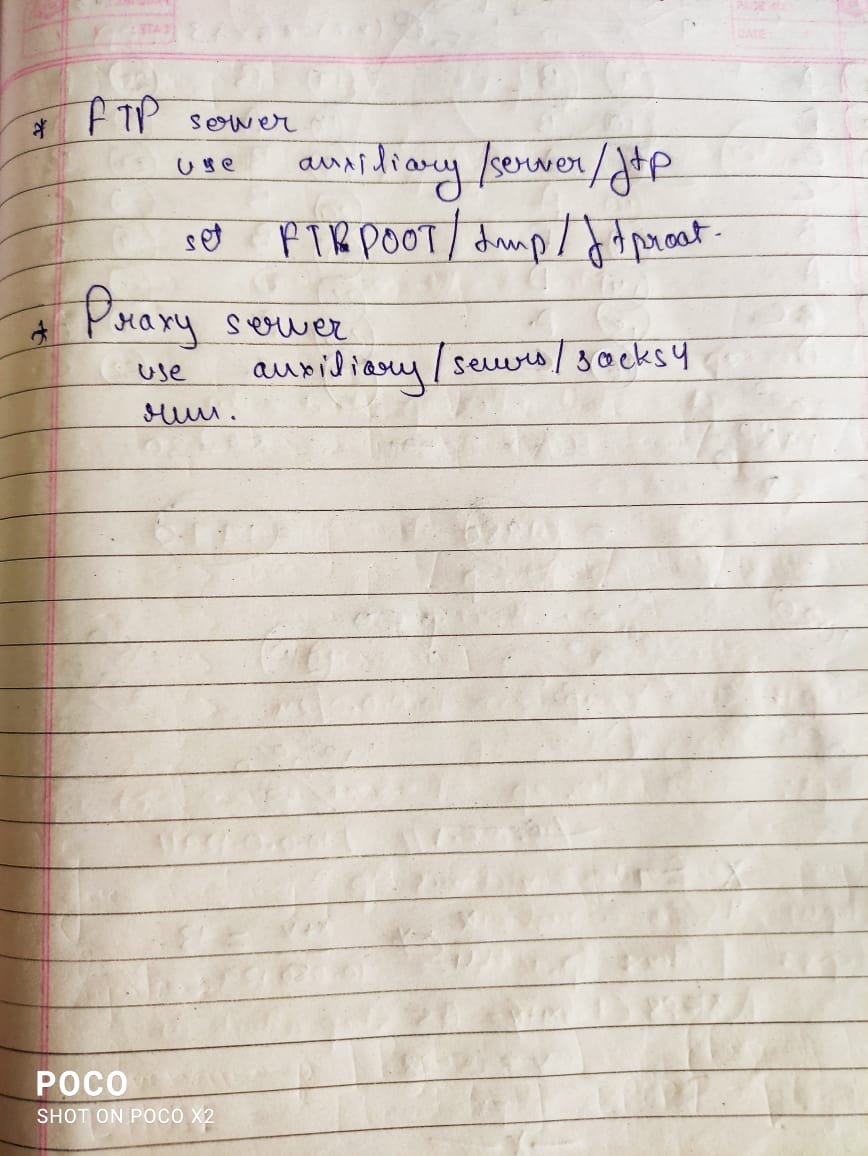 * FTP server
use auxiliary/server/ftp
set FTPROOT/tmp/ftproot.
* Proxy server
use auxiliary/server/socks4
run.
POCO
SHOT ON POCO X2